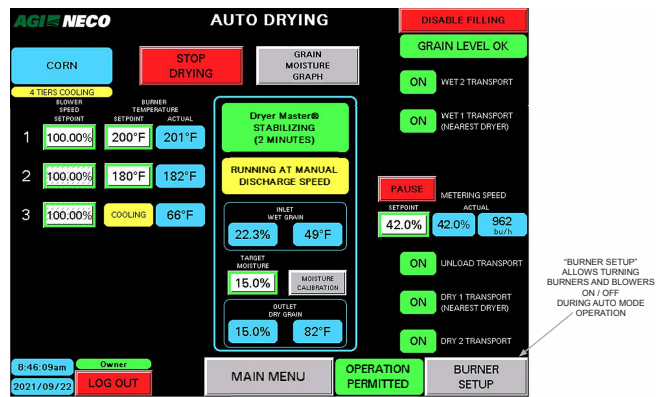 AGI NECO
AUTO DRYING
DISABLE FILLING
GRAIN LEVEL OK
CORN
STOP
DRYING
GRAIN
MOISTURE
GRAPH
4 TIERS COOLING
BLOWER
SPEED
SETPOINT
BURNER
TEMPERATURE
SETPOINT ACTUAL
1 100.00% 200°F 201°F
2 100.00% 180°F 182°F
3 100.00% COOLING 66°F
Dryer Master®
STABILIZING
(2 MINUTES)
RUNNING AT MANUAL
DISCHARGE SPEED
INLET
WET GRAIN
22.3% 49°F
TARGET
MOISTURE
15.0%
MOISTURE
CALIBRATION
OUTLET
DRY GRAIN
15.0% 82°F
ON WET 2 TRANSPORT
ON WET 1 TRANSPORT
(NEAREST DRYER)
PAUSE METERING SPEED
SETPOINT ACTUAL
42.0% 42.0% 962
bu/h
ON UNLOAD TRANSPORT
ON DRY 1 TRANSPORT
(NEAREST DRYER)
ON DRY 2 TRANSPORT
"BURNER SETUP"
ALLOWS TURNING
BURNERS AND BLOWERS
ON / OFF
DURING AUTO MODE
OPERATION
8:46:09am Owner
2021/09/22 LOG OUT
MAIN MENU
OPERATION
PERMITTED
BURNER
SETUP